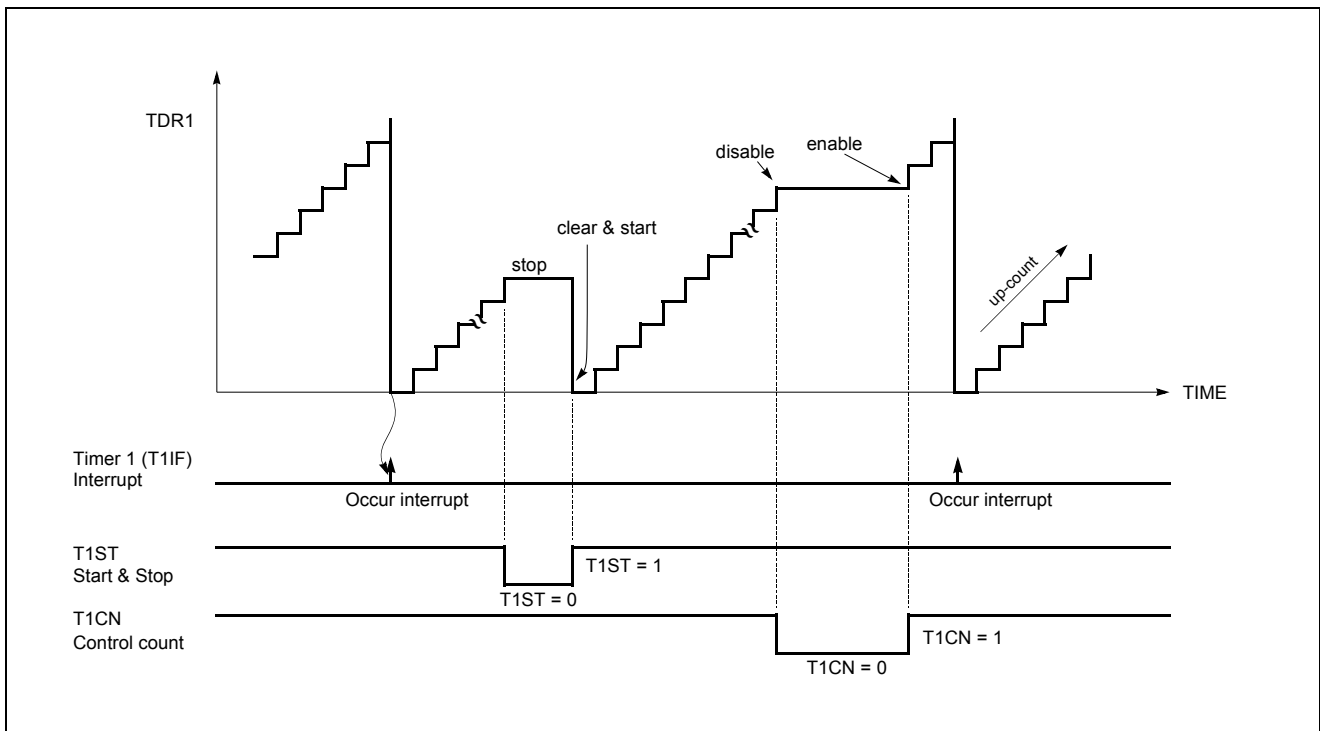 TDR1
disable
enable
clear & start
stop
up-count
TIME
Timer 1 (T1IF)
Interrupt
Occur interrupt
Occur interrupt
T1ST
Start & Stop
T1ST = 1
T1ST = 0
T1CN
Control count
T1CN = 1
T1CN = 0